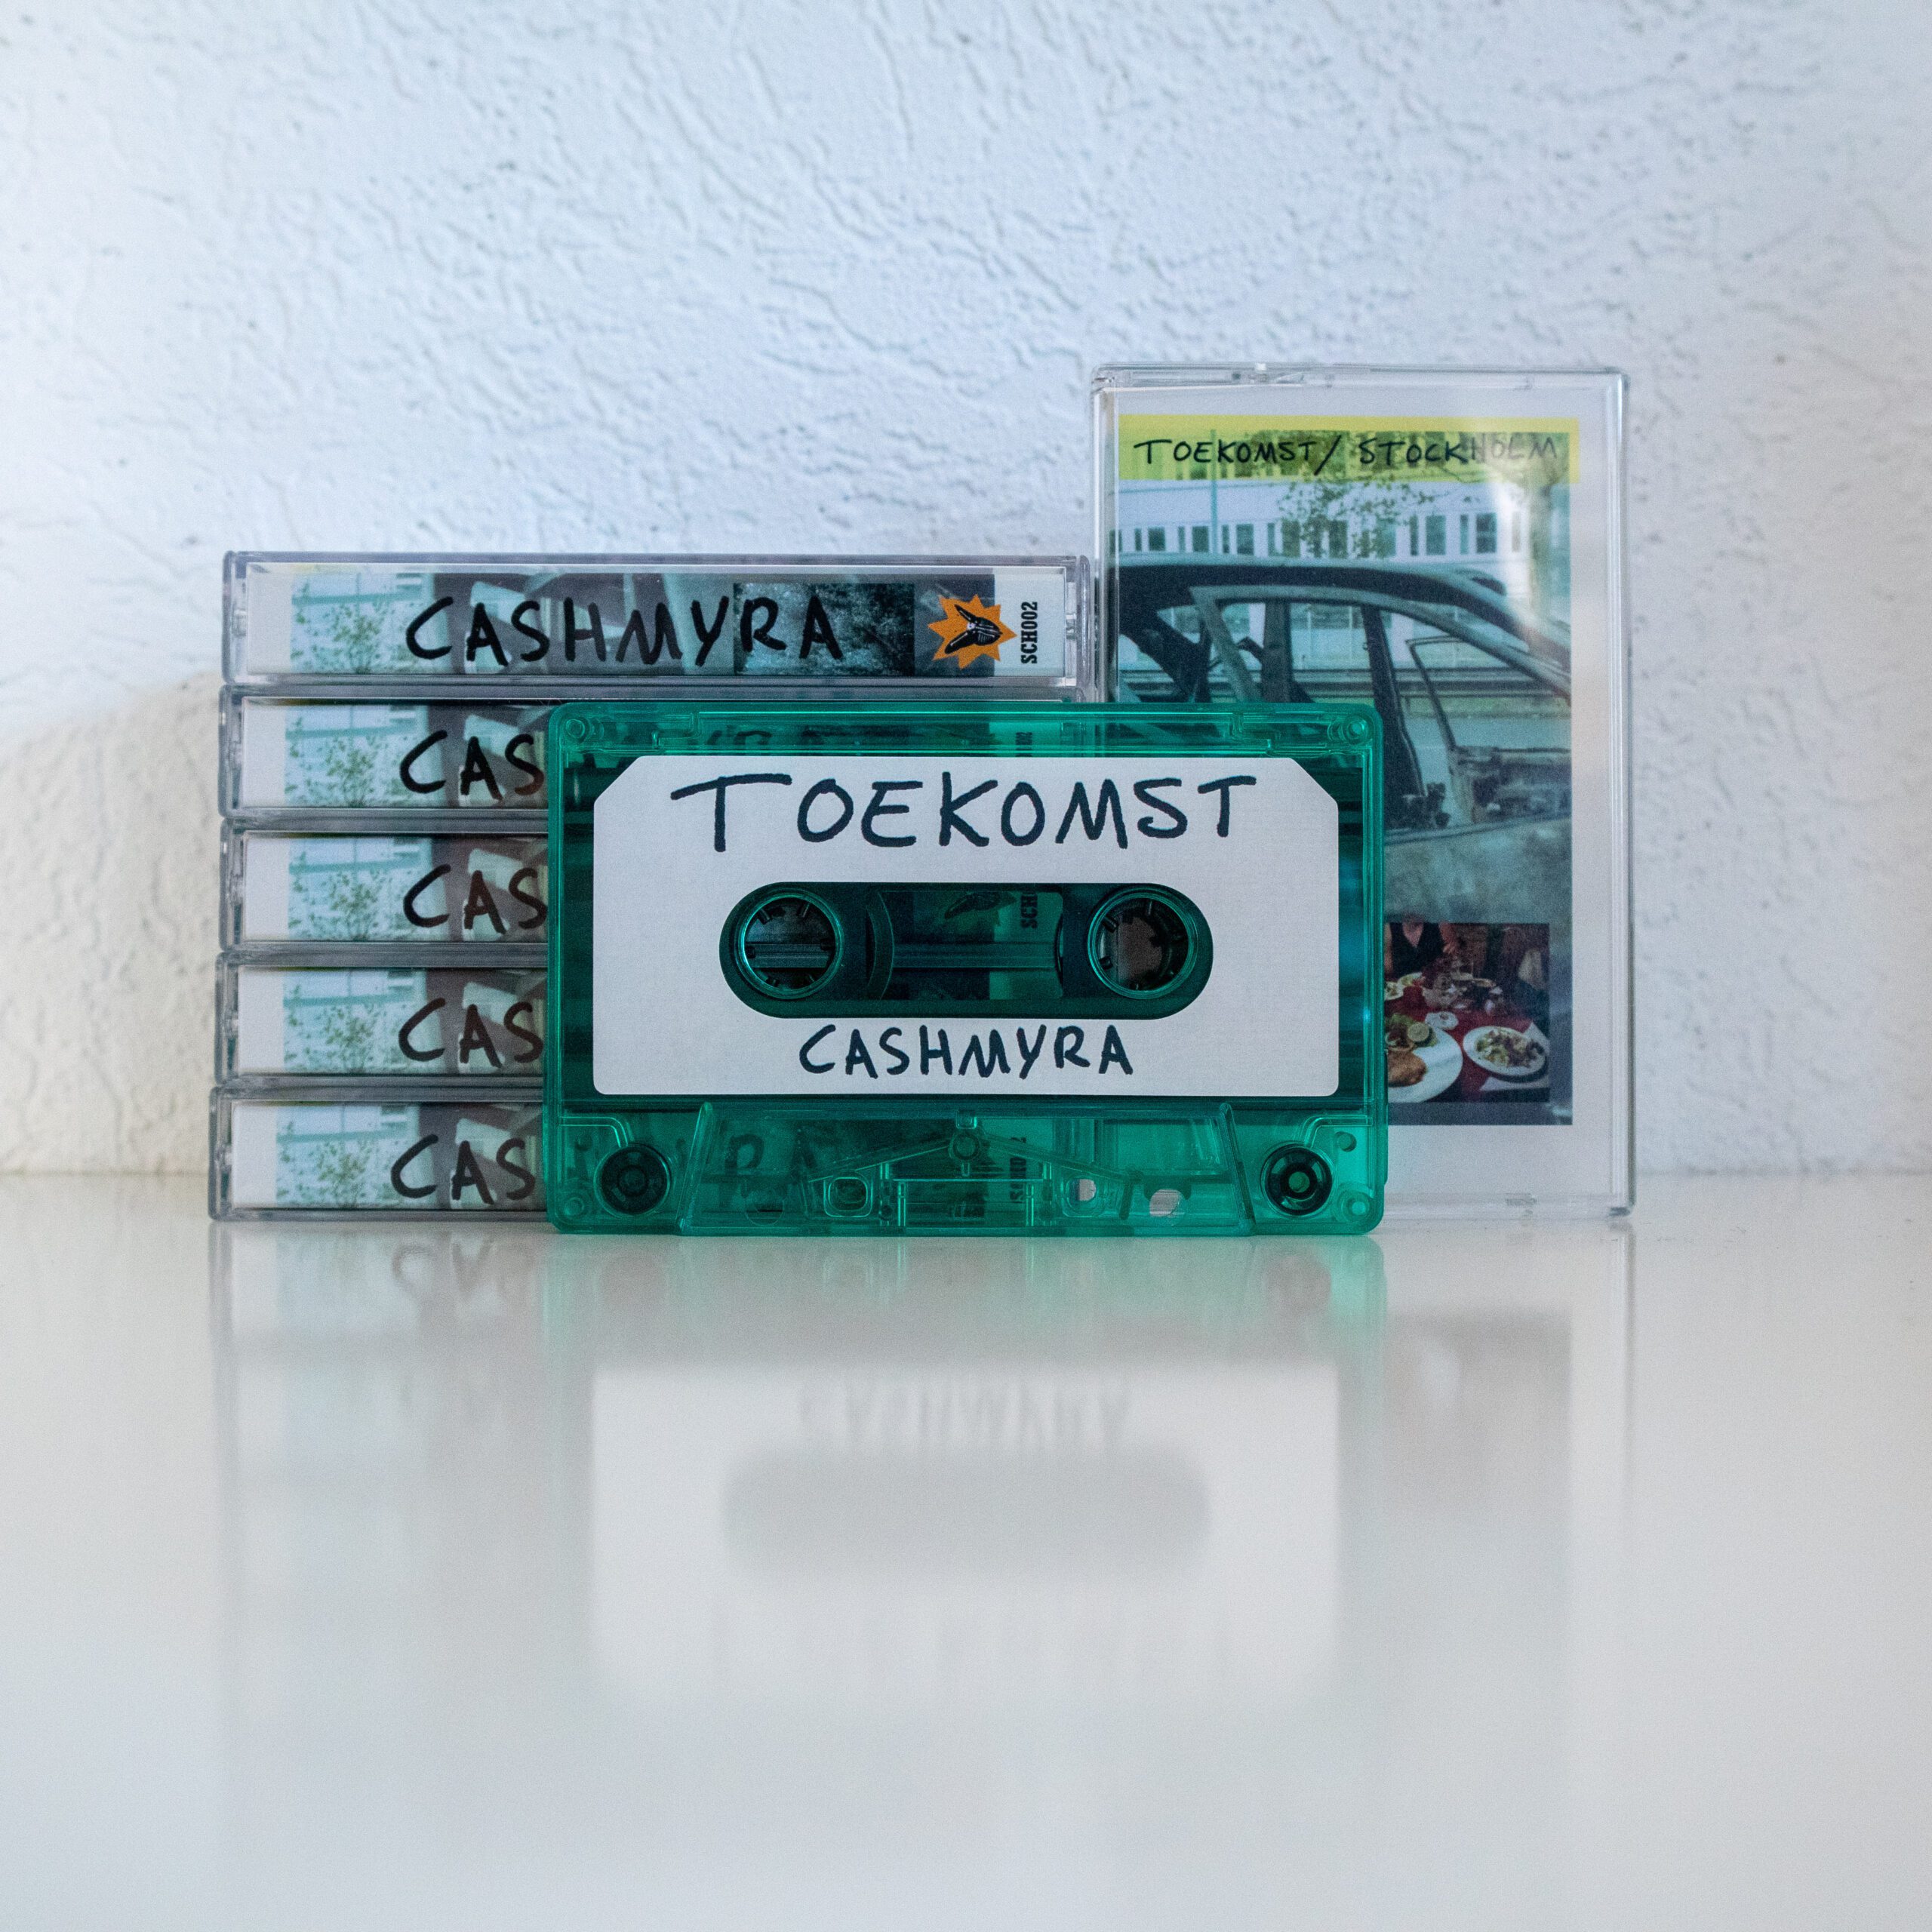 TOEKOMST/ STOCKHOLM
CASHMYRA
SCH002
CAS
CAS
CAS
CAS
TOEKOMST
CASHMYRA